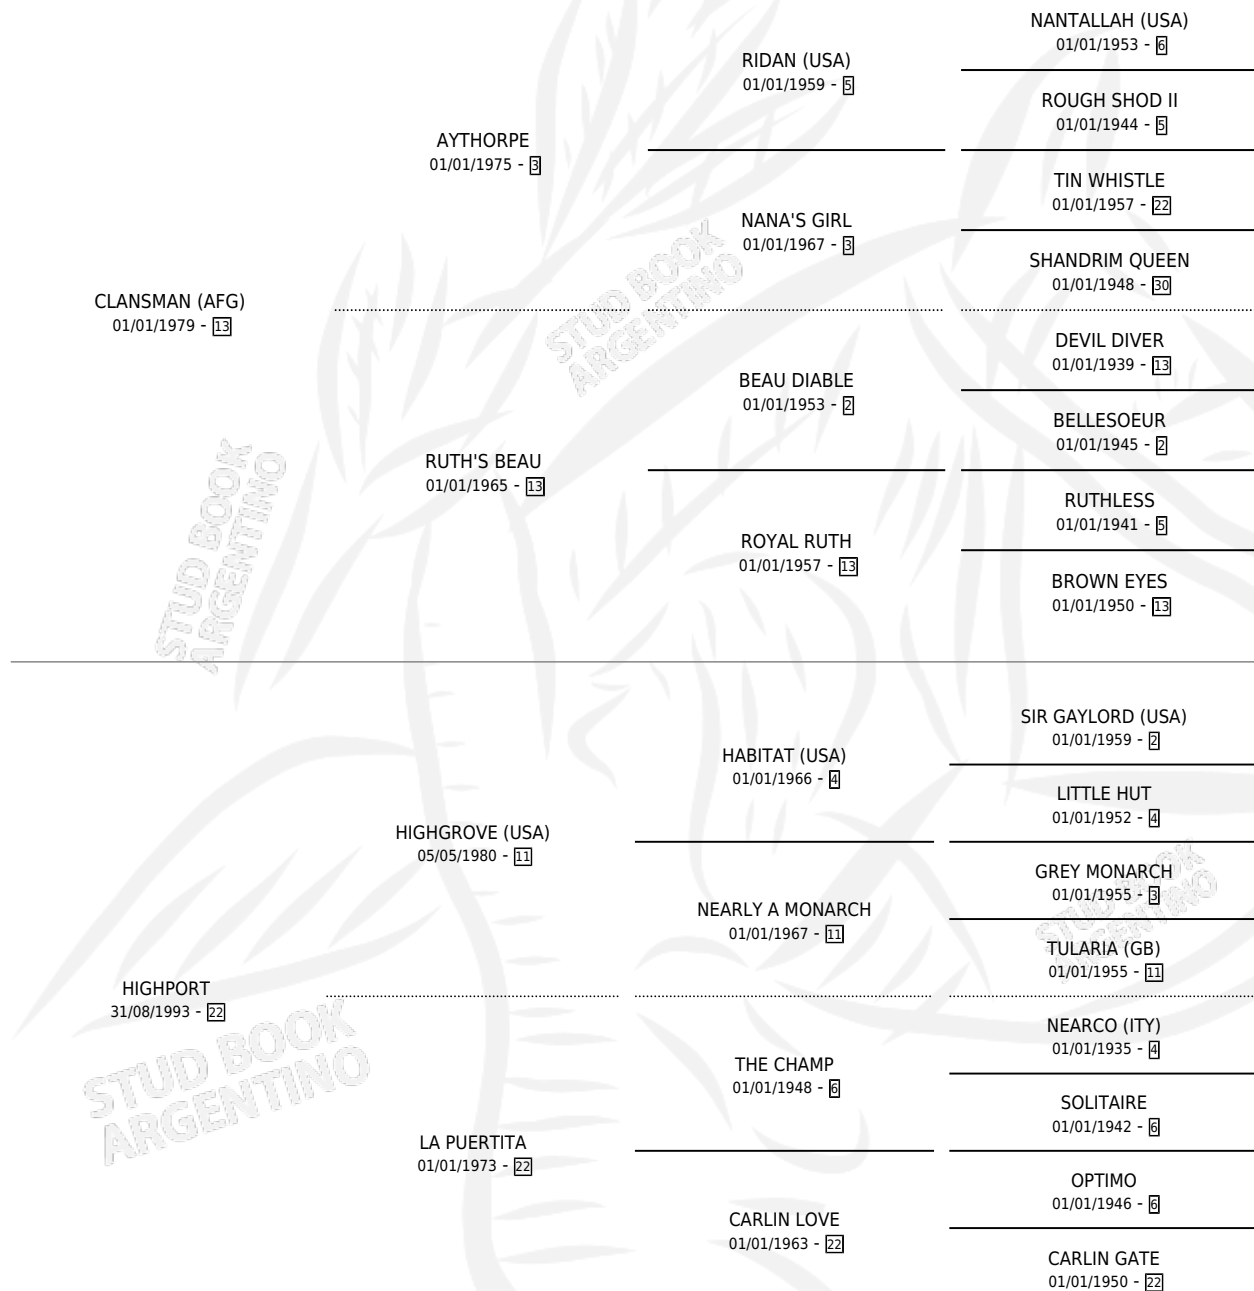 NANTALLAH (USA)
01/01/1953 - 6
RIDAN (USA)
01/01/1959 - 5
ROUGH SHOD II
01/01/1944 - 5
AYTHORPE
01/01/1975 - 3
TIN WHISTLE
01/01/1957 - 22
NANA'S GIRL
01/01/1967 - 3
SHANDRIM QUEEN
01/01/1948 - 30
CLANSMAN (AFG)
01/01/1979 - 13
DEVIL DIVER
01/01/1939 - 13
BEAU DIABLE
01/01/1953 - 2
BELLESOEUR
01/01/1945 - 2
RUTH'S BEAU
01/01/1965 - 13
RUTHLESS
01/01/1941 - 5
ROYAL RUTH
01/01/1957 - 13
BROWN EYES
01/01/1950 - 13
SIR GAYLORD (USA)
01/01/1959 - 2
HABITAT (USA)
01/01/1966 - 4
LITTLE HUT
01/01/1952 - 4
HIGHGROVE (USA)
05/05/1980 - 11
GREY MONARCH
01/01/1955 - 3
NEARLY A MONARCH
01/01/1967 - 11
TULARIA (GB)
01/01/1955 - 11
HIGHPORT
31/08/1993 - 22
NEARCO (ITY)
01/01/1935 - 4
THE CHAMP
01/01/1948 - 6
SOLITAIRE
01/01/1942 - 6
LA PUERTITA
01/01/1973 - 22
OPTIMO
01/01/1946 - 6
CARLIN LOVE
01/01/1963 - 22
CARLIN GATE
01/01/1950 - 22
STUD BOOK
ARGENTINO
STUD BOOK
ARGENTINO
STUD BOOK
ARGENTINO
STUD BOOK
ARGENTINO